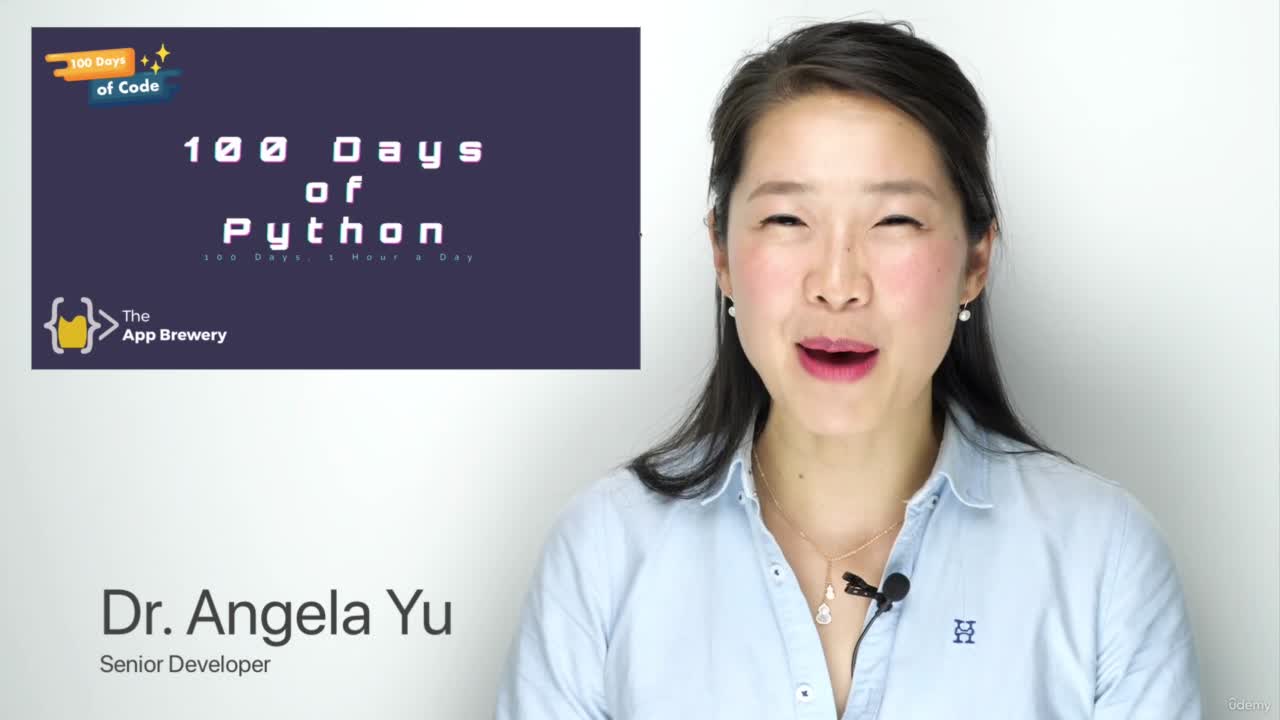 100 Days
of Code
100 Days
of
Python
100 Days, 1 Hour a Day
The
App Brewery
Dr. Angela Yu
Senior Developer
ûdemy